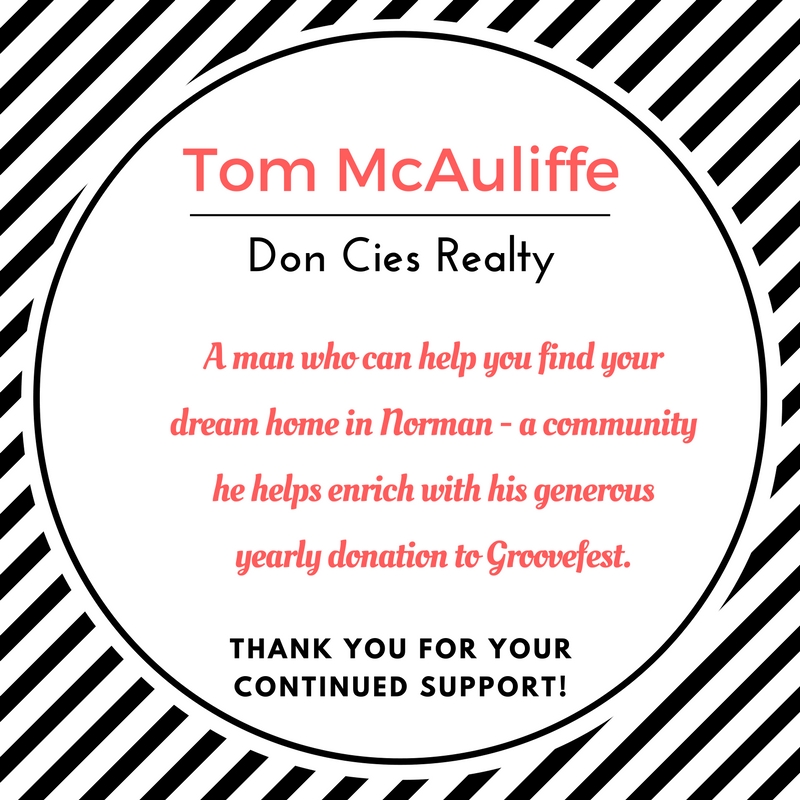 Tom McAuliffe
Don Cies Realty
A man who can help you find your
dream home in Norman - a community
he helps enrich with his generous
yearly donation to Groovefest.
THANK YOU FOR YOUR
CONTINUED SUPPORT!